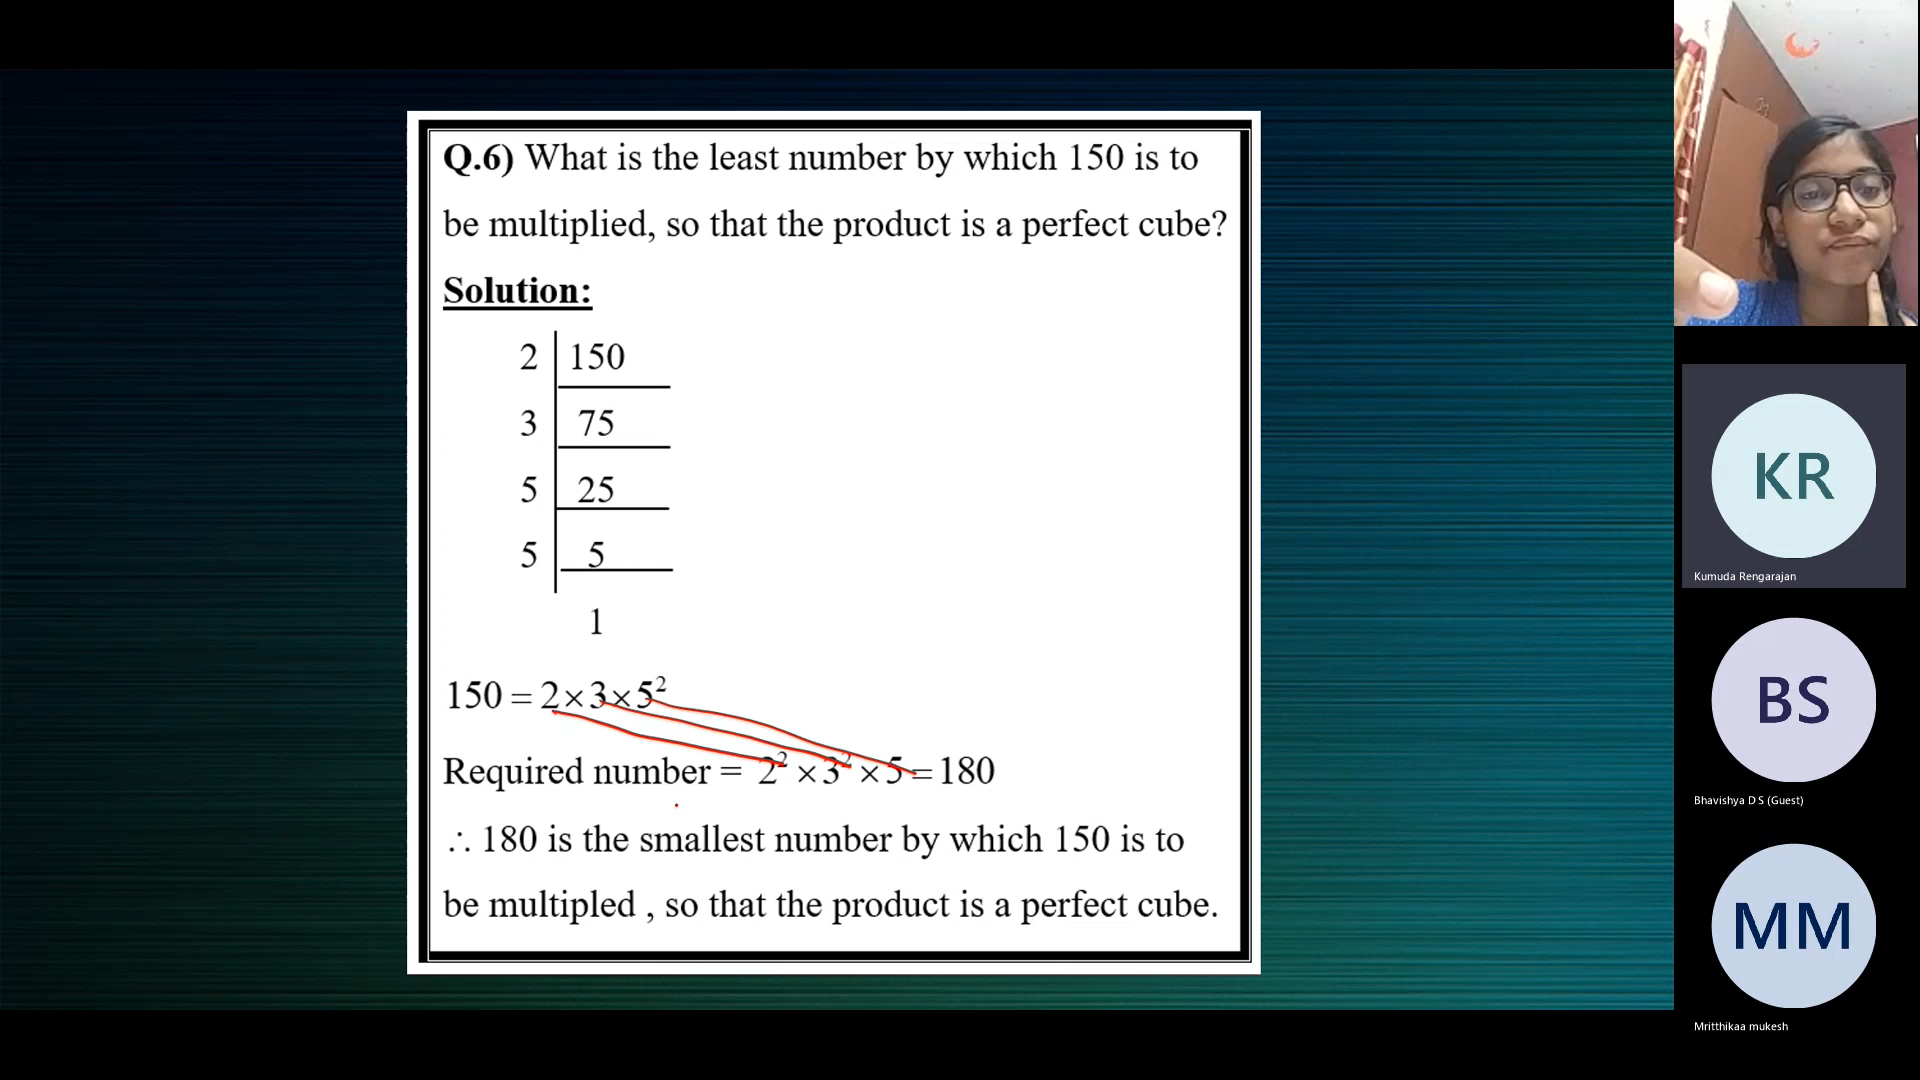 Q.6) What is the least number by which 150 is to
be multiplied, so that the product is a perfect cube?
Solution:
2 150
3 75
5 25
5 5
1
150 = 2×3×5²
Required number = 2² × 3² × 5 = 180
∴ 180 is the smallest number by which 150 is to
be multipled , so that the product is a perfect cube.
KR
Kumuda Rengarajan
BS
Bhavishya D S (Guest)
MM
Mritthikaa mukesh